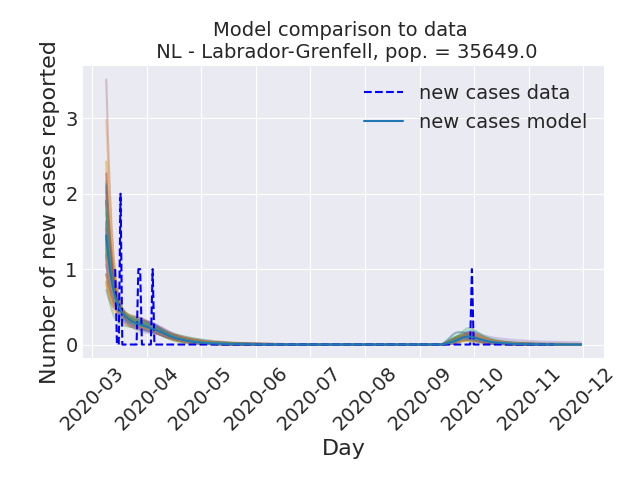 Model comparison to data
NL - Labrador-Grenfell, pop. = 35649.0
Number of new cases reported
3
2
1
0
new cases data
new cases model
2020-03
2020-04
2020-05
2020-06
2020-07
2020-08
2020-09
2020-10
2020-11
2020-12
Day